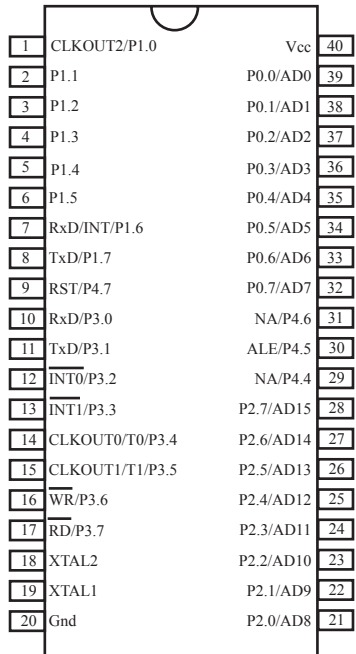 1 CLKOUT2/P1.0 Vcc 40
2 P1.1 P0.0/AD0 39
3 P1.2 P0.1/AD1 38
4 P1.3 P0.2/AD2 37
5 P1.4 P0.3/AD3 36
6 P1.5 P0.4/AD4 35
7 RxD/INT/P1.6 P0.5/AD5 34
8 TxD/P1.7 P0.6/AD6 33
9 RST/P4.7 P0.7/AD7 32
10 RxD/P3.0 NA/P4.6 31
11 TxD/P3.1 ALE/P4.5 30
12 INT0/P3.2 NA/P4.4 29
13 INT1/P3.3 P2.7/AD15 28
14 CLKOUT0/T0/P3.4 P2.6/AD14 27
15 CLKOUT1/T1/P3.5 P2.5/AD13 26
16 WR/P3.6 P2.4/AD12 25
17 RD/P3.7 P2.3/AD11 24
18 XTAL2 P2.2/AD10 23
19 XTAL1 P2.1/AD9 22
20 Gnd P2.0/AD8 21